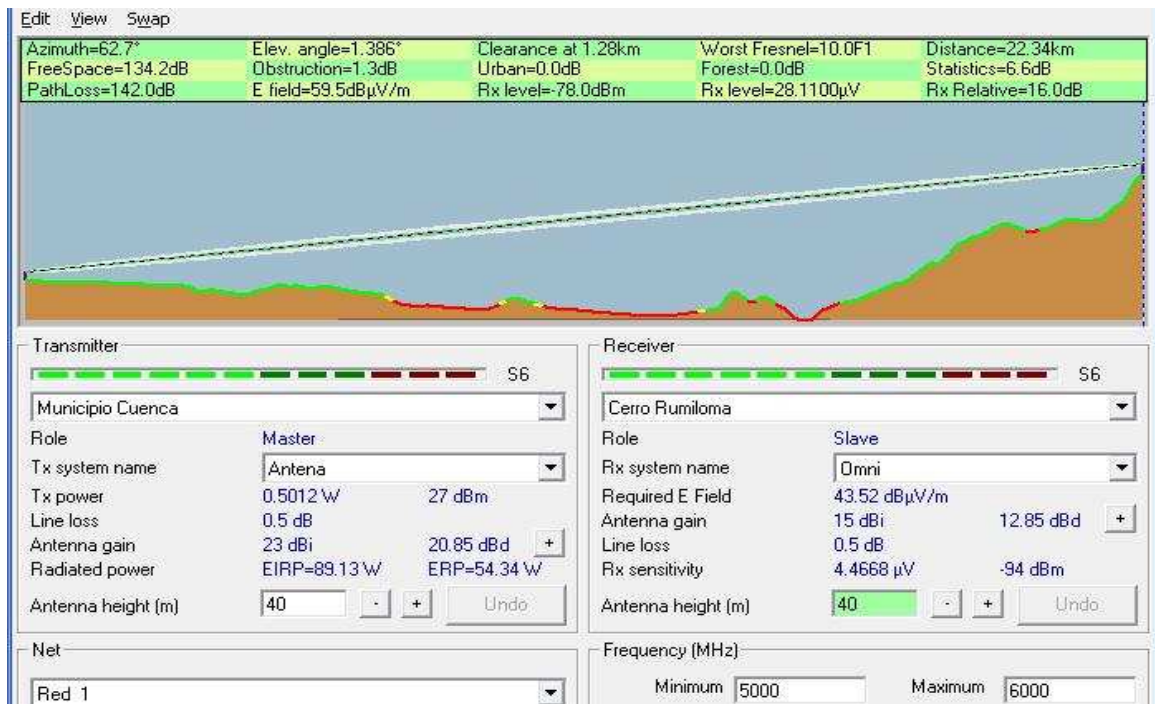 Edit View Swap
Azimuth=62.7° Elev. angle=1.386° Clearance at 1.28km Worst Fresnel=10.0F1 Distance=22.34km
FreeSpace=134.2dB Obstruction=1.3dB Urban=0.0dB Forest=0.0dB Statistics=6.6dB
PathLoss=142.0dB E field=59.5dBµV/m Rx level=-78.0dBm Rx level=28.1100µV Rx Relative=16.0dB
Transmitter
S6
Municipio Cuenca
Role Master
Tx system name Antena
Tx power 0.5012 W 27 dBm
Line loss 0.5 dB
Antenna gain 23 dBi 20.85 dBd +
Radiated power EIRP=89.13 W ERP=54.34 W
Antenna height (m) 40 - + Undo
Receiver
S6
Cerro Rumiloma
Role Slave
Rx system name Omni
Required E Field 43.52 dBµV/m
Antenna gain 15 dBi 12.85 dBd +
Line loss 0.5 dB
Rx sensitivity 4.4668 µV -94 dBm
Antenna height (m) 40 - + Undo
Net
Red 1
Frequency (MHz)
Minimum 5000 Maximum 6000